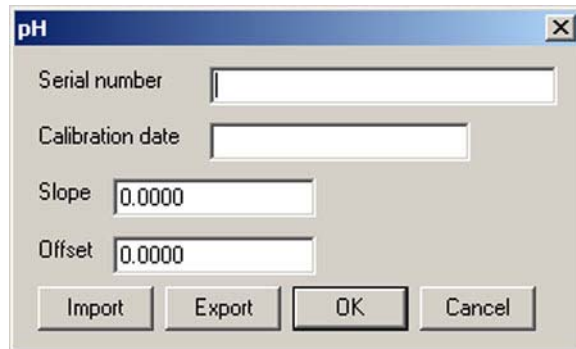 pH
Serial number
Calibration date
Slope 0.0000
Offset 0.0000
Import Export OK Cancel